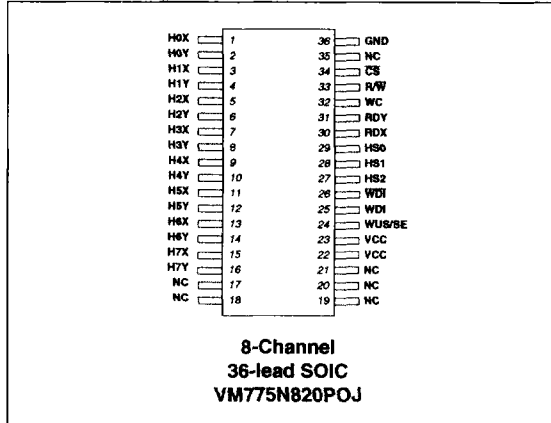 H0X 1 36 GND
H0Y 2 35 NC
H1X 3 34 C̅S̅
H1Y 4 33 R/W̅
H2X 5 32 WC
H2Y 6 31 RDY
H3X 7 30 RDX
H3Y 8 29 HS0
H4X 9 28 HS1
H4Y 10 27 HS2
H5X 11 26 W̅D̅I̅
H5Y 12 25 WDI
H6X 13 24 WUS/SE
H6Y 14 23 VCC
H7X 15 22 VCC
H7Y 16 21 NC
NC 17 20 NC
NC 18 19 NC
8-Channel
36-lead SOIC
VM775N820POJ